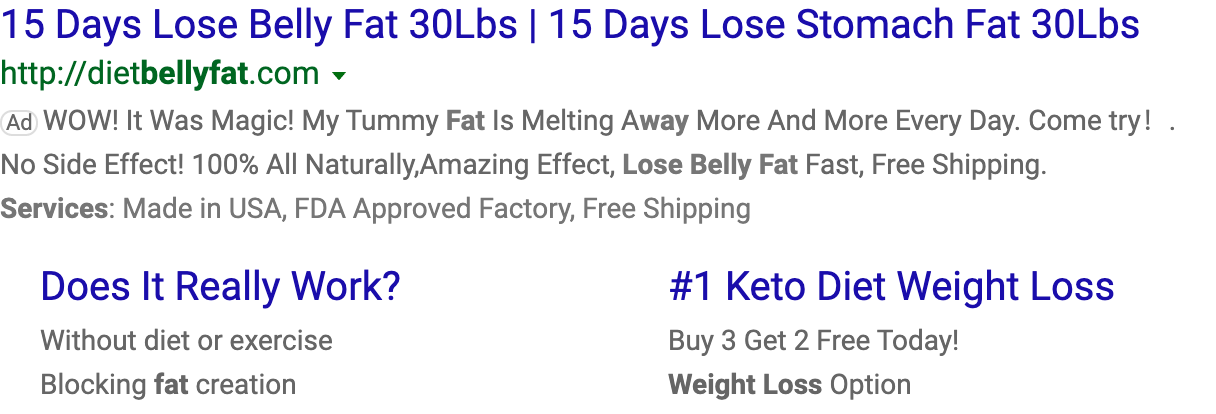 15 Days Lose Belly Fat 30Lbs | 15 Days Lose Stomach Fat 30Lbs
http://dietbellyfat.com
Ad WOW! It Was Magic! My Tummy Fat Is Melting Away More And More Every Day. Come try! .
No Side Effect! 100% All Naturally,Amazing Effect, Lose Belly Fat Fast, Free Shipping.
Services: Made in USA, FDA Approved Factory, Free Shipping
Does It Really Work?
Without diet or exercise
Blocking fat creation
#1 Keto Diet Weight Loss
Buy 3 Get 2 Free Today!
Weight Loss Option